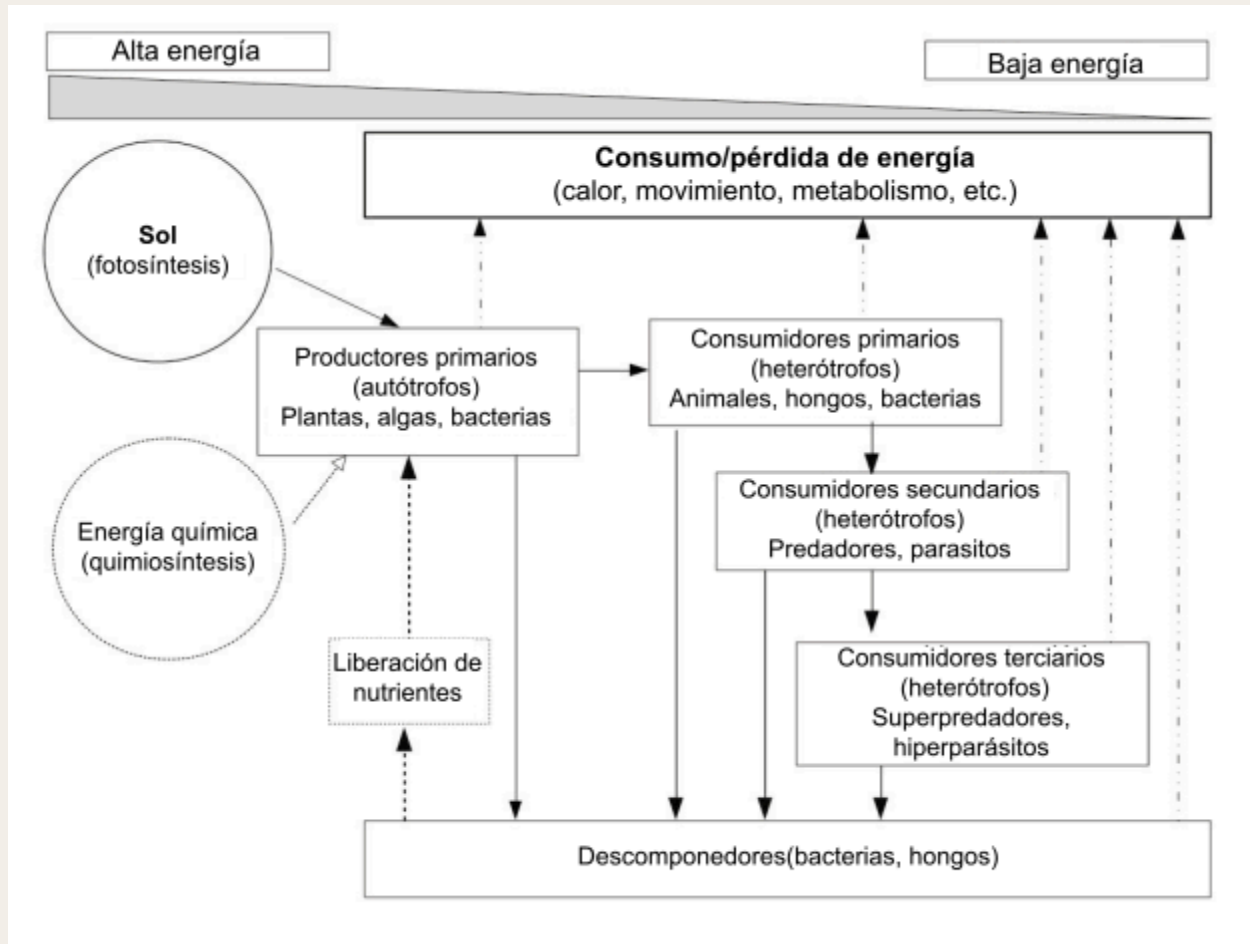 Alta energía
Baja energía
Consumo/pérdida de energía
(calor, movimiento, metabolismo, etc.)
Sol
(fotosíntesis)
Productores primarios
(autótrofos)
Plantas, algas, bacterias
Consumidores primarios
(heterótrofos)
Animales, hongos, bacterias
Energía química
(quimiosíntesis)
Consumidores secundarios
(heterótrofos)
Predadores, parasitos
Liberación de
nutrientes
Consumidores terciarios
(heterótrofos)
Superpredadores,
hiperparásitos
Descomponedores(bacterias, hongos)